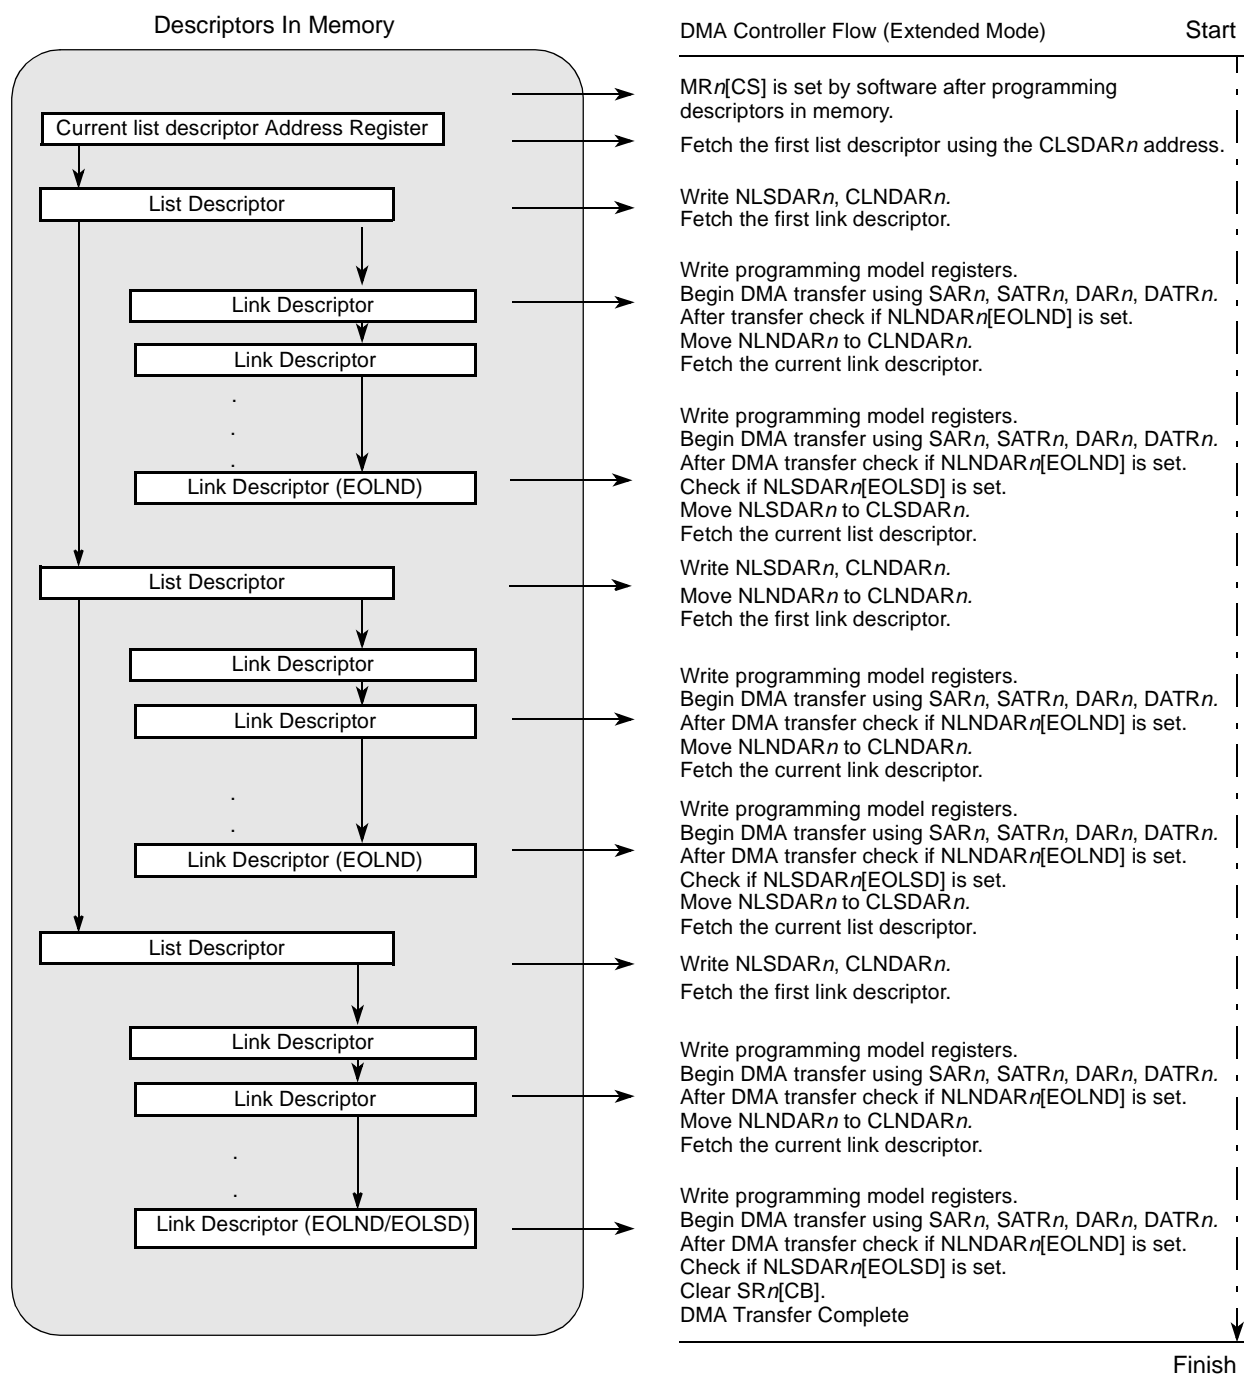 Descriptors In Memory
DMA Controller Flow (Extended Mode)
Start
MRn[CS] is set by software after programming
descriptors in memory.
Current list descriptor Address Register
Fetch the first list descriptor using the CLSDARn address.
List Descriptor
Write NLSDARn, CLNDARn.
Fetch the first link descriptor.
Link Descriptor
Write programming model registers.
Begin DMA transfer using SARn, SATRn, DARn, DATRn.
After transfer check if NLNDARn[EOLND] is set.
Move NLNDARn to CLNDARn.
Fetch the current link descriptor.
Link Descriptor
.
.
.
Link Descriptor (EOLND)
Write programming model registers.
Begin DMA transfer using SARn, SATRn, DARn, DATRn.
After DMA transfer check if NLNDARn[EOLND] is set.
Check if NLSDARn[EOLSD] is set.
Move NLSDARn to CLSDARn.
Fetch the current list descriptor.
List Descriptor
Write NLSDARn, CLNDARn.
Move NLNDARn to CLNDARn.
Fetch the first link descriptor.
Link Descriptor
Link Descriptor
Write programming model registers.
Begin DMA transfer using SARn, SATRn, DARn, DATRn.
After DMA transfer check if NLNDARn[EOLND] is set.
Move NLNDARn to CLNDARn.
Fetch the current link descriptor.
.
.
Link Descriptor (EOLND)
Write programming model registers.
Begin DMA transfer using SARn, SATRn, DARn, DATRn.
After DMA transfer check if NLNDARn[EOLND] is set.
Check if NLSDARn[EOLSD] is set.
Move NLSDARn to CLSDARn.
Fetch the current list descriptor.
List Descriptor
Write NLSDARn, CLNDARn.
Fetch the first link descriptor.
Link Descriptor
Link Descriptor
Write programming model registers.
Begin DMA transfer using SARn, SATRn, DARn, DATRn.
After DMA transfer check if NLNDARn[EOLND] is set.
Move NLNDARn to CLNDARn.
Fetch the current link descriptor.
.
.
Link Descriptor (EOLND/EOLSD)
Write programming model registers.
Begin DMA transfer using SARn, SATRn, DARn, DATRn.
After DMA transfer check if NLNDARn[EOLND] is set.
Check if NLSDARn[EOLSD] is set.
Clear SRn[CB].
DMA Transfer Complete
Finish